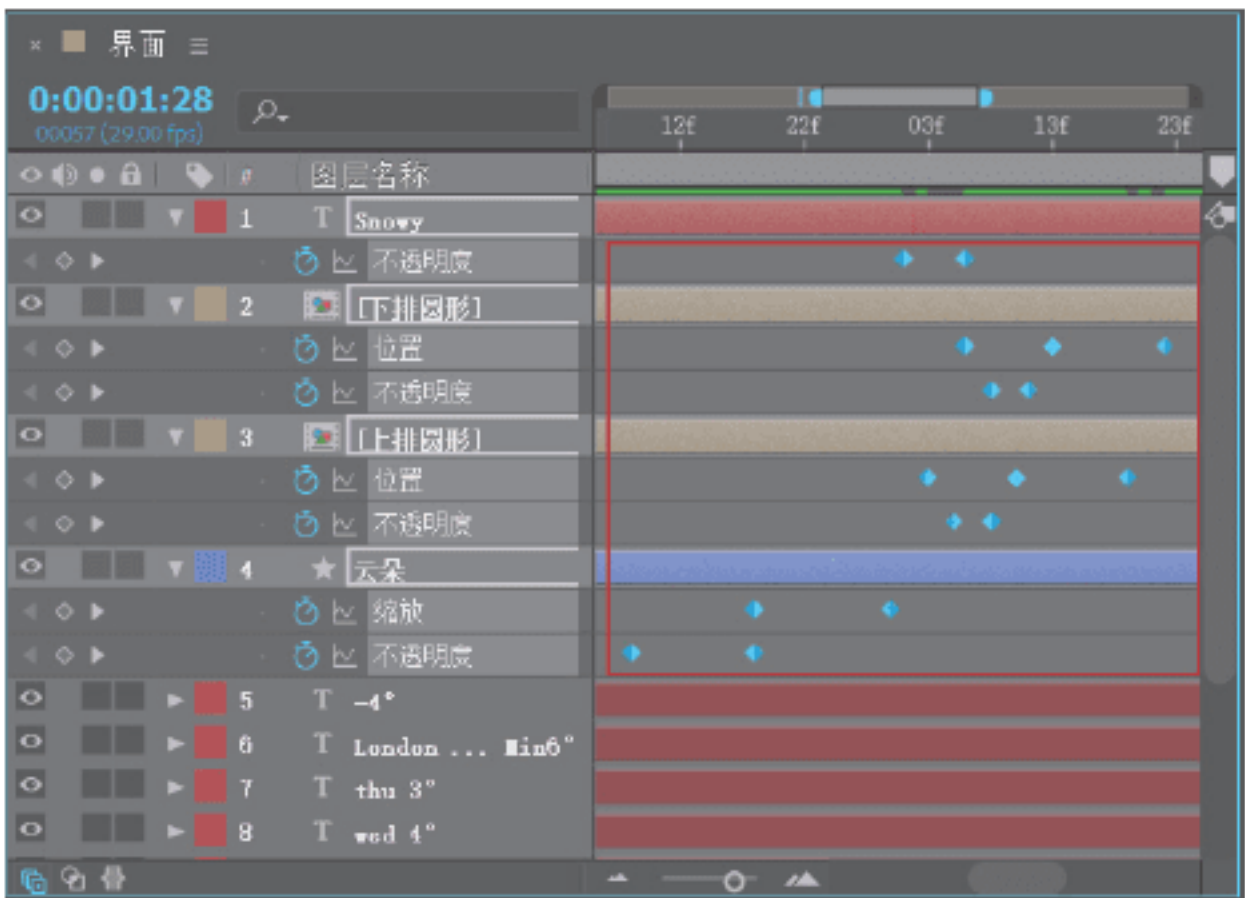 × 界面 ≡
0:00:01:28
00057 (29.00 fps)
12f 22f 03f 13f 23f
# 图层名称
1 T Snowy
不透明度
2 [下排圆形]
位置
不透明度
3 [上排圆形]
位置
不透明度
4 云朵
缩放
不透明度
5 T -4°
6 T London ... Min6°
7 T thu 3°
8 T wed 4°